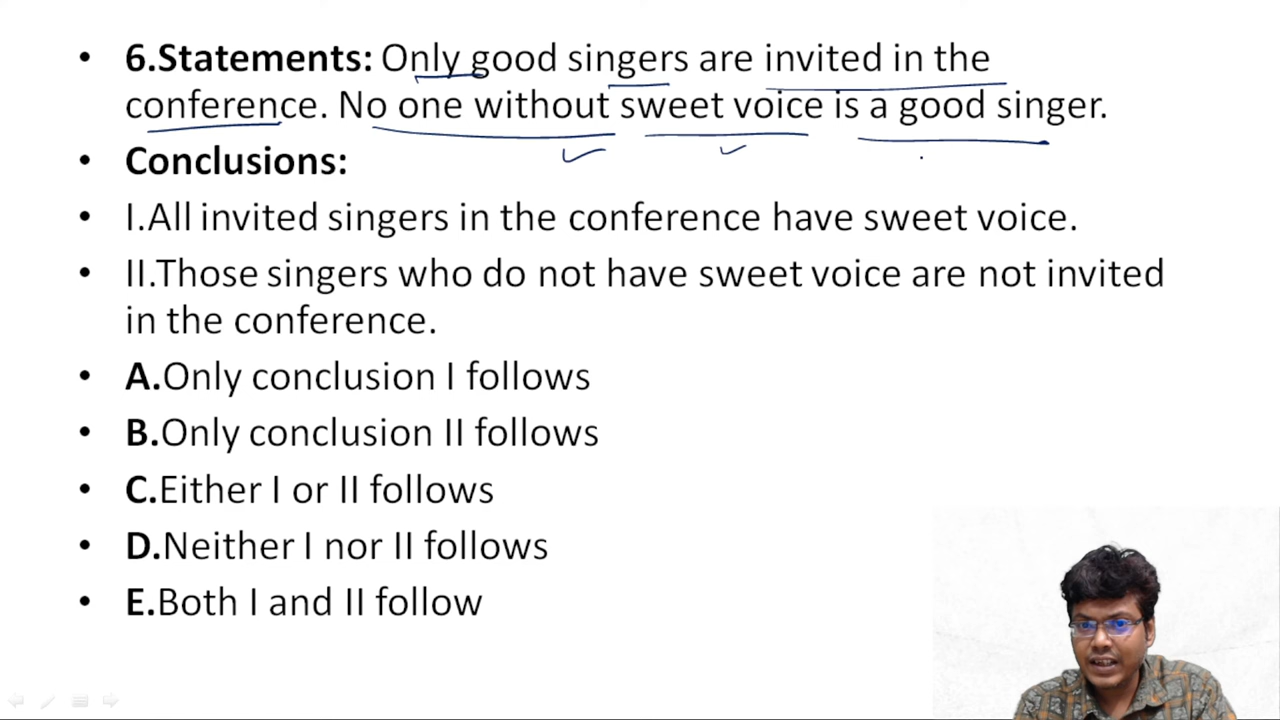 • 6.Statements: Only good singers are invited in the
conference. No one without sweet voice is a good singer.
• Conclusions:
• I.All invited singers in the conference have sweet voice.
• II.Those singers who do not have sweet voice are not invited
in the conference.
• A.Only conclusion I follows
• B.Only conclusion II follows
• C.Either I or II follows
• D.Neither I nor II follows
• E.Both I and II follow